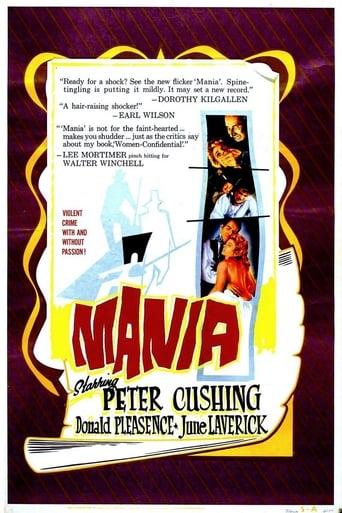 "Ready for a shock? See the new flicker 'Mania'. Spine-
tingling is putting it mildly. It may set a new record."
—DOROTHY KILGALLEN
"A hair-raising shocker!"
— EARL WILSON
"'Mania' is not for the faint-hearted ..
makes you shudder ... just as the critics say
about my book, 'Women-Confidential'."
—LEE MORTIMER pinch hitting for
WALTER WINCHELL
VIOLENT
CRIME
WITH AND
WITHOUT
PASSION!
MANIA
Starring
PETER CUSHING
Donald PLEASENCE · June LAVERICK